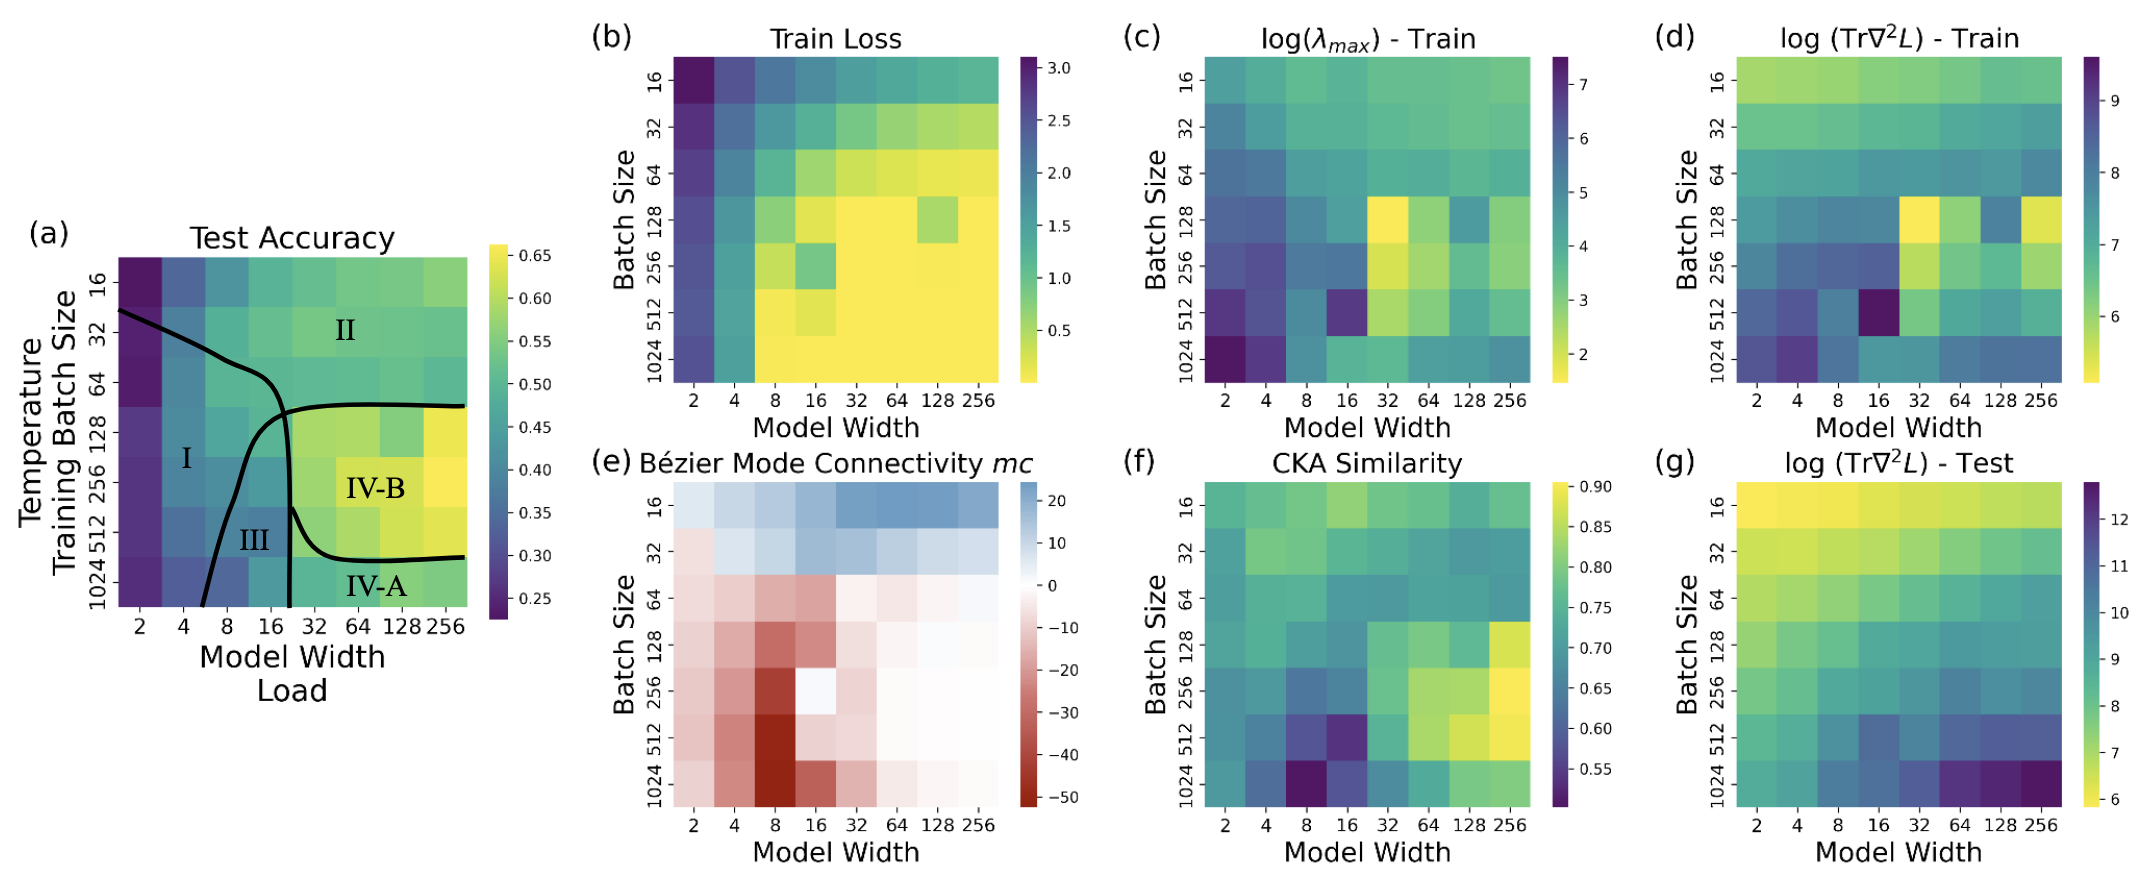 (a)
Test Accuracy
Temperature
Training Batch Size
16
32
64
128
256
512
1024
I
II
III
IV-B
IV-A
2 4 8 16 32 64 128 256
Model Width
Load
0.65
0.60
0.55
0.50
0.45
0.40
0.35
0.30
0.25
(b)
Train Loss
Batch Size
16
32
64
128
256
512
1024
2 4 8 16 32 64 128 256
Model Width
3.0
2.5
2.0
1.5
1.0
0.5
(c)
log(λmax) - Train
Batch Size
16
32
64
128
256
512
1024
2 4 8 16 32 64 128 256
Model Width
7
6
5
4
3
2
(d)
log (Tr∇²L) - Train
Batch Size
16
32
64
128
256
512
1024
2 4 8 16 32 64 128 256
Model Width
9
8
7
6
(e) Bézier Mode Connectivity mc
Batch Size
16
32
64
128
256
512
1024
2 4 8 16 32 64 128 256
Model Width
20
10
0
−10
−20
−30
−40
−50
(f)
CKA Similarity
Batch Size
16
32
64
128
256
512
1024
2 4 8 16 32 64 128 256
Model Width
0.90
0.85
0.80
0.75
0.70
0.65
0.60
0.55
(g)
log (Tr∇²L) - Test
Batch Size
16
32
64
128
256
512
1024
2 4 8 16 32 64 128 256
Model Width
12
11
10
9
8
7
6